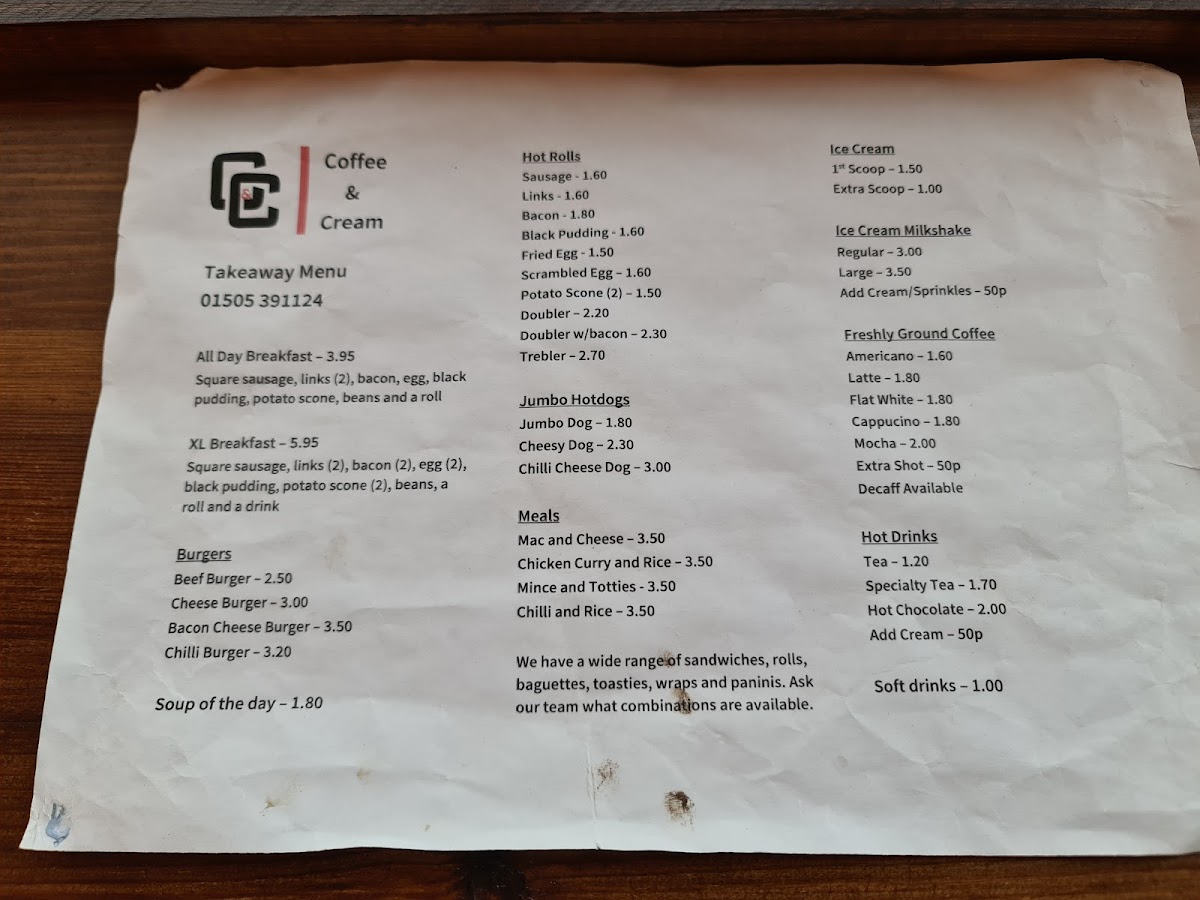 C&C
Coffee
&
Cream
Takeaway Menu
01505 391124
All Day Breakfast – 3.95
Square sausage, links (2), bacon, egg, black
pudding, potato scone, beans and a roll
XL Breakfast – 5.95
Square sausage, links (2), bacon (2), egg (2),
black pudding, potato scone (2), beans, a
roll and a drink
Burgers
Beef Burger – 2.50
Cheese Burger – 3.00
Bacon Cheese Burger – 3.50
Chilli Burger – 3.20
Soup of the day – 1.80
Hot Rolls
Sausage - 1.60
Links - 1.60
Bacon - 1.80
Black Pudding - 1.60
Fried Egg - 1.50
Scrambled Egg – 1.60
Potato Scone (2) – 1.50
Doubler – 2.20
Doubler w/bacon – 2.30
Trebler – 2.70
Jumbo Hotdogs
Jumbo Dog – 1.80
Cheesy Dog – 2.30
Chilli Cheese Dog – 3.00
Meals
Mac and Cheese – 3.50
Chicken Curry and Rice – 3.50
Mince and Totties - 3.50
Chilli and Rice – 3.50
We have a wide range of sandwiches, rolls,
baguettes, toasties, wraps and paninis. Ask
our team what combinations are available.
Ice Cream
1st Scoop – 1.50
Extra Scoop – 1.00
Ice Cream Milkshake
Regular – 3.00
Large – 3.50
Add Cream/Sprinkles – 50p
Freshly Ground Coffee
Americano – 1.60
Latte – 1.80
Flat White – 1.80
Cappucino – 1.80
Mocha – 2.00
Extra Shot – 50p
Decaff Available
Hot Drinks
Tea – 1.20
Specialty Tea – 1.70
Hot Chocolate – 2.00
Add Cream – 50p
Soft drinks – 1.00